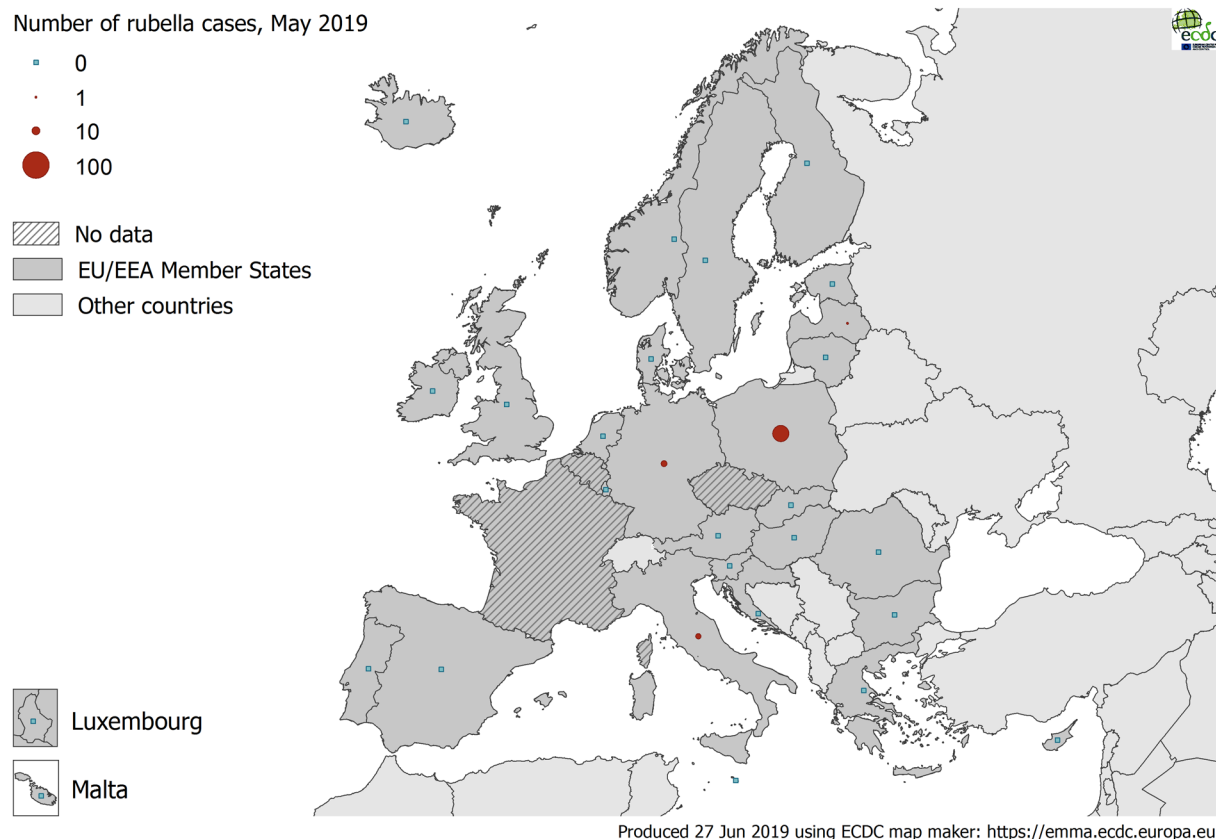 Number of rubella cases, May 2019
0
1
10
100
No data
EU/EEA Member States
Other countries
ecdc
Luxembourg
Malta
Produced 27 Jun 2019 using ECDC map maker: https://emma.ecdc.europa.eu